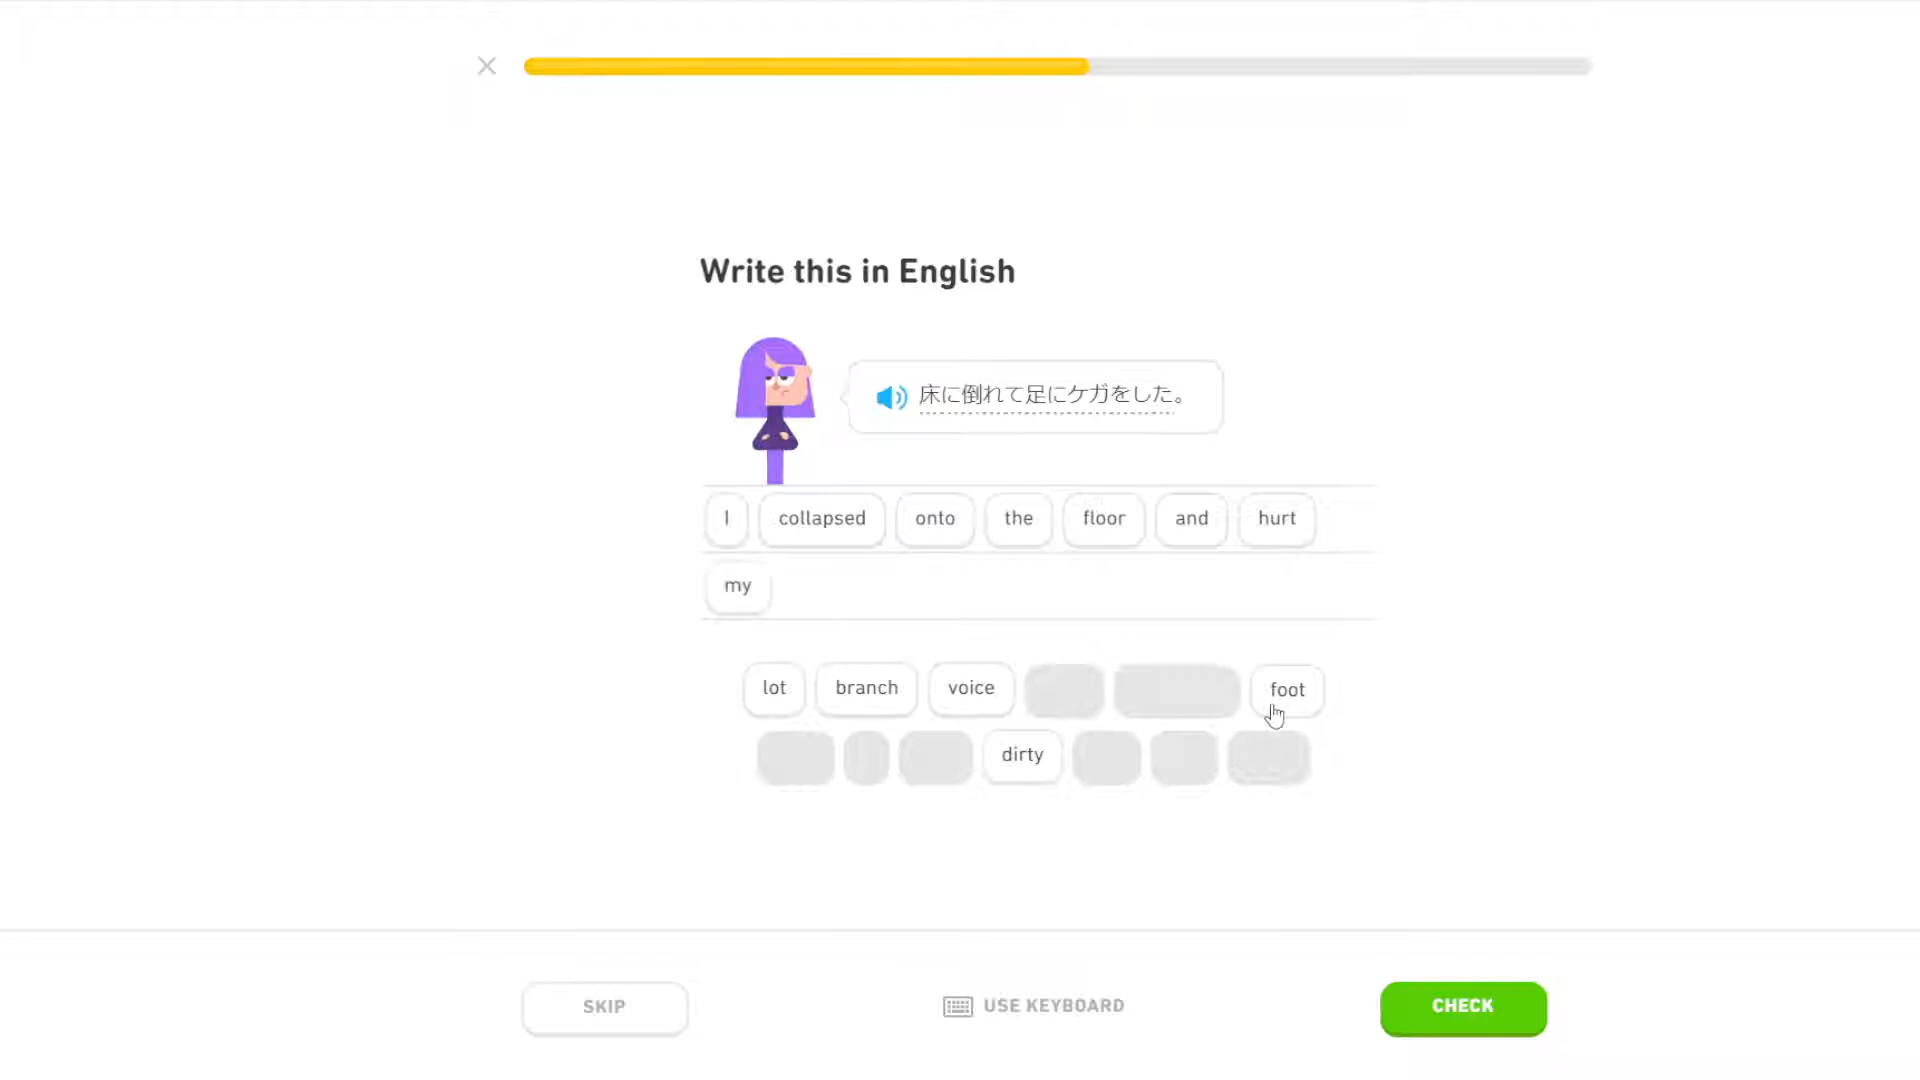 Write this in English
床に倒れて足にケガをした。
I collapsed onto the floor and hurt
my
lot branch voice foot
dirty
SKIP USE KEYBOARD CHECK